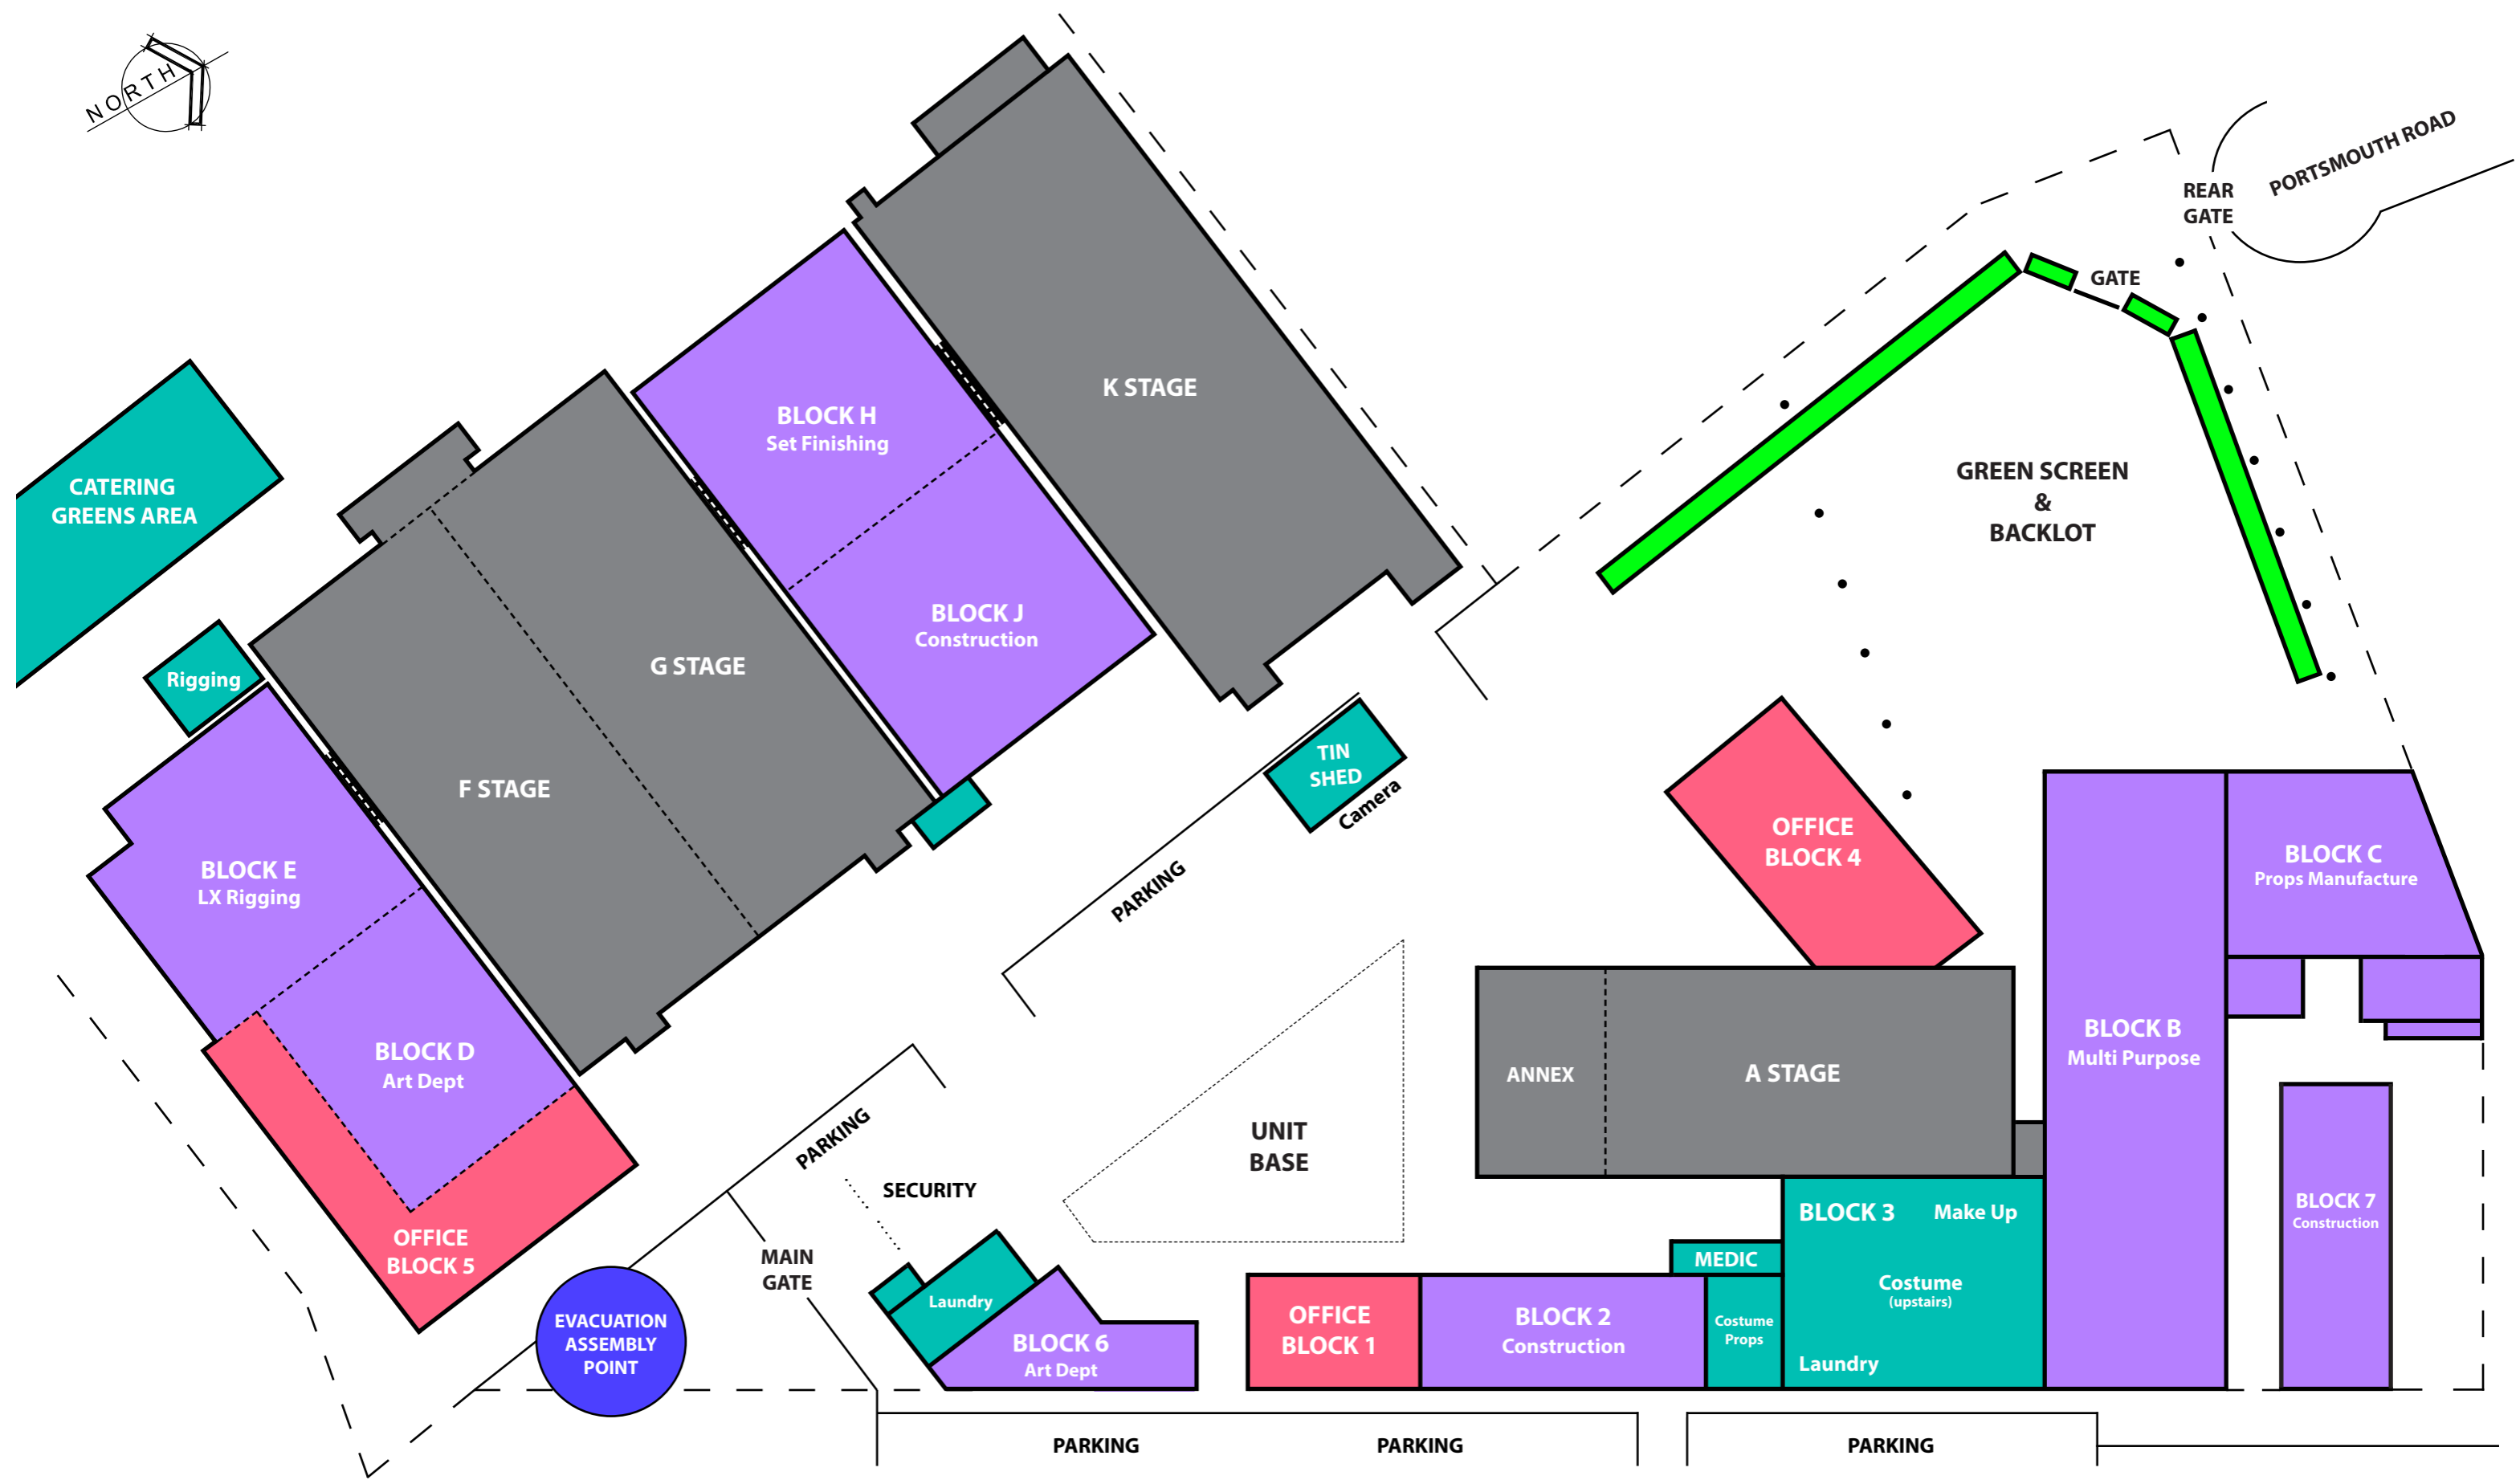 NORTH
PORTSMOUTH ROAD
REAR
GATE
GATE
K STAGE
BLOCK H
Set Finishing
GREEN SCREEN
&
BACKLOT
CATERING
GREENS AREA
BLOCK J
Construction
G STAGE
Rigging
TIN
SHED
Camera
F STAGE
OFFICE
BLOCK 4
BLOCK C
Props Manufacture
BLOCK E
LX Rigging
PARKING
BLOCK B
Multi Purpose
BLOCK D
Art Dept
ANNEX
A STAGE
PARKING
UNIT
BASE
SECURITY
BLOCK 3
Make Up
BLOCK 7
Construction
OFFICE
BLOCK 5
MAIN
GATE
MEDIC
Costume
(upstairs)
Laundry
EVACUATION
ASSEMBLY
POINT
BLOCK 6
Art Dept
OFFICE
BLOCK 1
BLOCK 2
Construction
Costume
Props
Laundry
PARKING
PARKING
PARKING